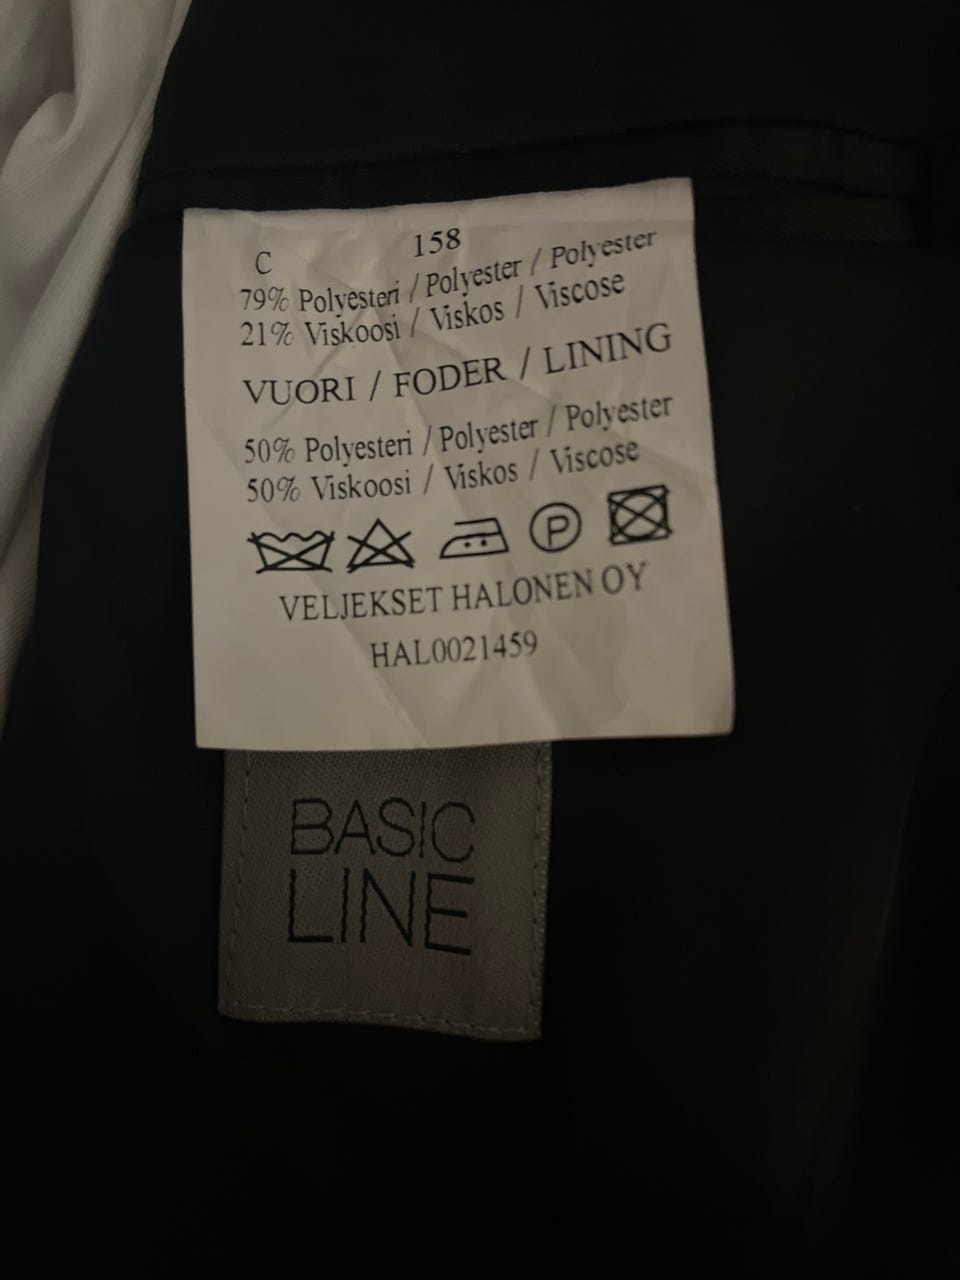 C 158
79% Polyesteri / Polyester / Polyester
21% Viskoosi / Viskos / Viscose
VUORI / FODER / LINING
50% Polyesteri / Polyester / Polyester
50% Viskoosi / Viskos / Viscose
P
VELJEKSET HALONEN OY
HAL0021459
BASIC
LINE